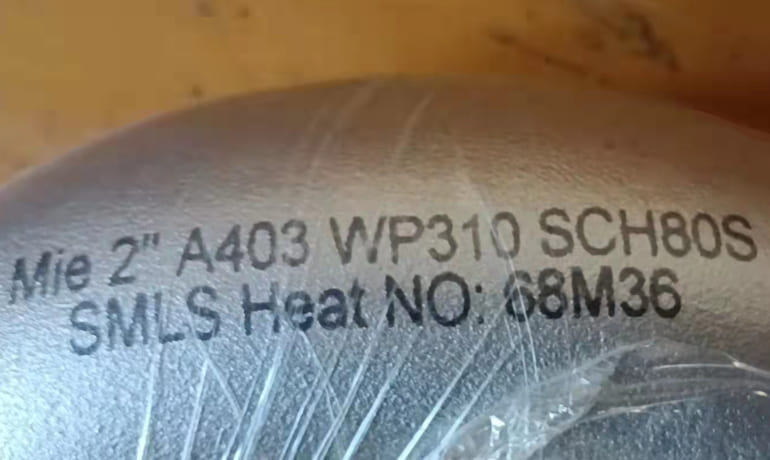 Mie 2" A403 WP310 SCH80S
SMLS Heat NO: 68M36